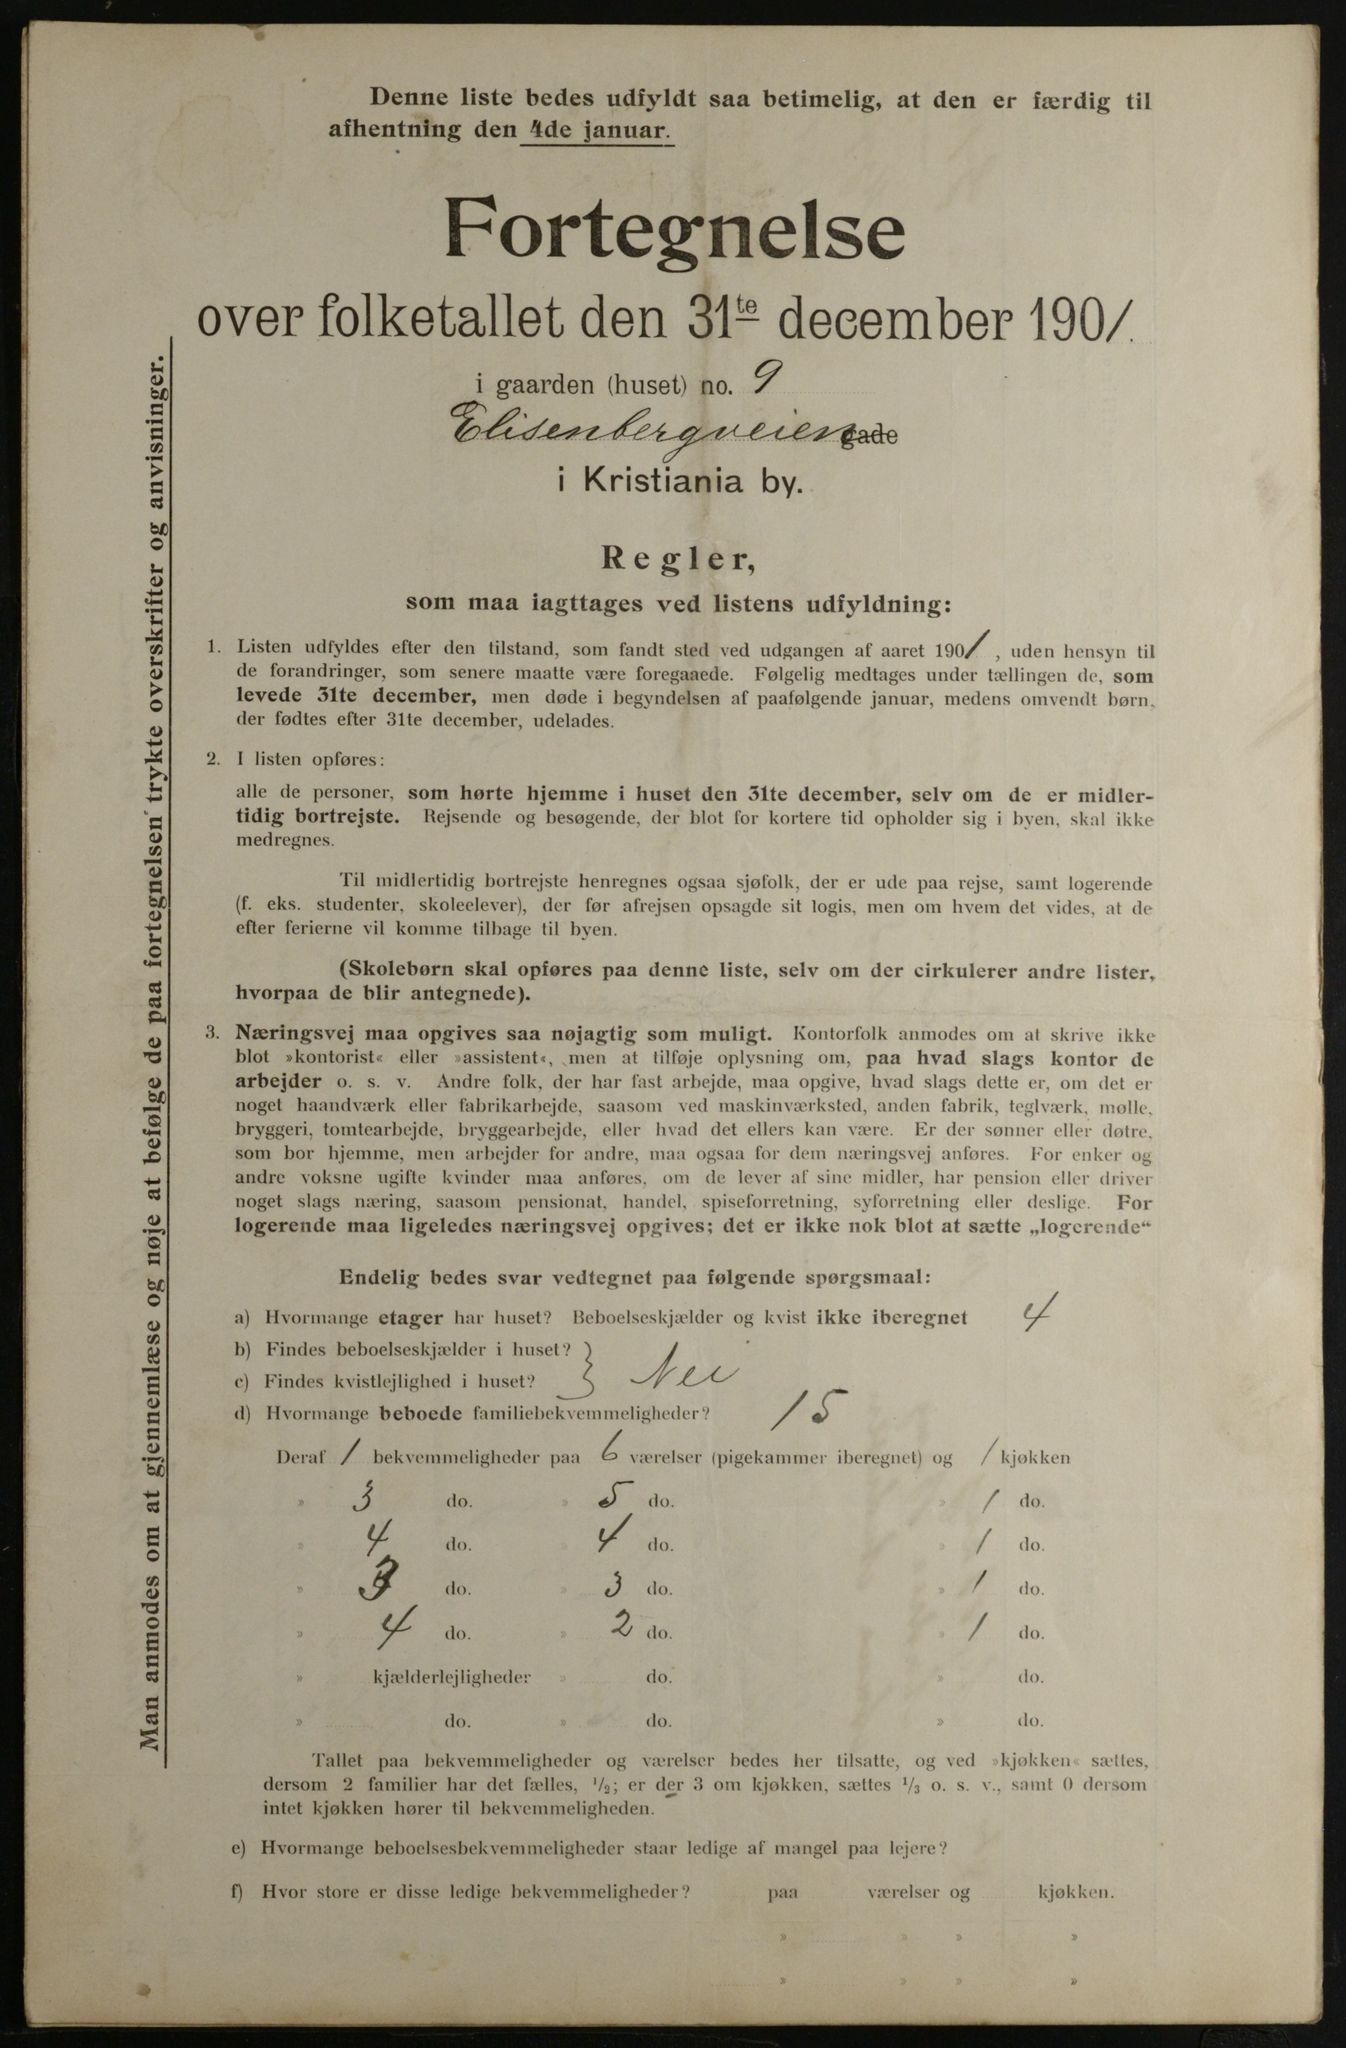 Denne liste bedes udfyldt saa betimelig, at den er færdig til
afhentning den 4de januar.
Fortegnelse
over folketallet den 31te december 1901.
i gaarden (huset) no. 9
Elisenbergveien gade
i Kristiania by.
Regler,
som maa iagttages ved listens udfyldning:
1. Listen udfyldes efter den tilstand, som fandt sted ved udgangen af aaret 1901, uden hensyn til
de forandringer, som senere maatte være foregaaede. Følgelig medtages under tællingen de, som
levede 31te december, men døde i begyndelsen af paafølgende januar, medens omvendt børn,
der fødtes efter 31te december, udelades.
2. I listen opføres:
alle de personer, som hørte hjemme i huset den 31te december, selv om de er midler-
tidig bortrejste. Rejsende og besøgende, der blot for kortere tid opholder sig i byen, skal ikke
medregnes.
Til midlertidig bortrejste henregnes ogsaa sjøfolk, der er ude paa rejse, samt logerende
(f. eks. studenter, skoleelever), der før afrejsen opsagde sit logis, men om hvem det vides, at de
efter ferierne vil komme tilbage til byen.
(Skolebørn skal opføres paa denne liste, selv om der cirkulerer andre lister,
hvorpaa de blir antegnede).
3. Næringsvej maa opgives saa nøjagtig som muligt. Kontorfolk anmodes om at skrive ikke
blot »kontorist« eller »assistent«, men at tilføje oplysning om, paa hvad slags kontor de
arbejder o. s. v. Andre folk, der har fast arbejde, maa opgive, hvad slags dette er, om det er
noget haandværk eller fabrikarbejde, saasom ved maskinværksted, anden fabrik, teglværk, mølle,
bryggeri, tomtearbejde, bryggearbejde, eller hvad det ellers kan være. Er der sønner eller døtre,
som bor hjemme, men arbejder for andre, maa ogsaa for dem næringsvej anføres. For enker og
andre voksne ugifte kvinder maa anføres, om de lever af sine midler, har pension eller driver
noget slags næring, saasom pensionat, handel, spiseforretning, syforretning eller deslige. For
logerende maa ligeledes næringsvej opgives; det er ikke nok blot at sætte „logerende“
Endelig bedes svar vedtegnet paa følgende spørgsmaal:
a) Hvormange etager har huset? Beboelseskjælder og kvist ikke iberegnet 4
b) Findes beboelseskjælder i huset?
c) Findes kvistlejlighed i huset? } Nei
d) Hvormange beboede familiebekvemmeligheder? 15
Deraf 1 bekvemmeligheder paa 6 værelser (pigekammer iberegnet) og 1 kjøkken
» 3 do. » 5 do. » 1 do.
» 4 do. » 4 do. » 1 do.
» 3 do. » 3 do. » 1 do.
» 4 do. » 2 do. » 1 do.
» kjælderlejligheder » do. » do.
» do. » do. » do.
Tallet paa bekvemmeligheder og værelser bedes her tilsatte, og ved »kjøkken« sættes,
dersom 2 familier har det fælles, 1/2; er der 3 om kjøkken, sættes 1/3 o. s. v., samt 0 dersom
intet kjøkken hører til bekvemmeligheden.
e) Hvormange beboelsesbekvemmeligheder staar ledige af mangel paa lejere?
f) Hvor store er disse ledige bekvemmeligheder? paa værelser og kjøkken.
» » » »
» » » »
Man anmodes om at gjennemlæse og nøje at befølge de paa fortegnelsen trykte overskrifter og anvisninger.